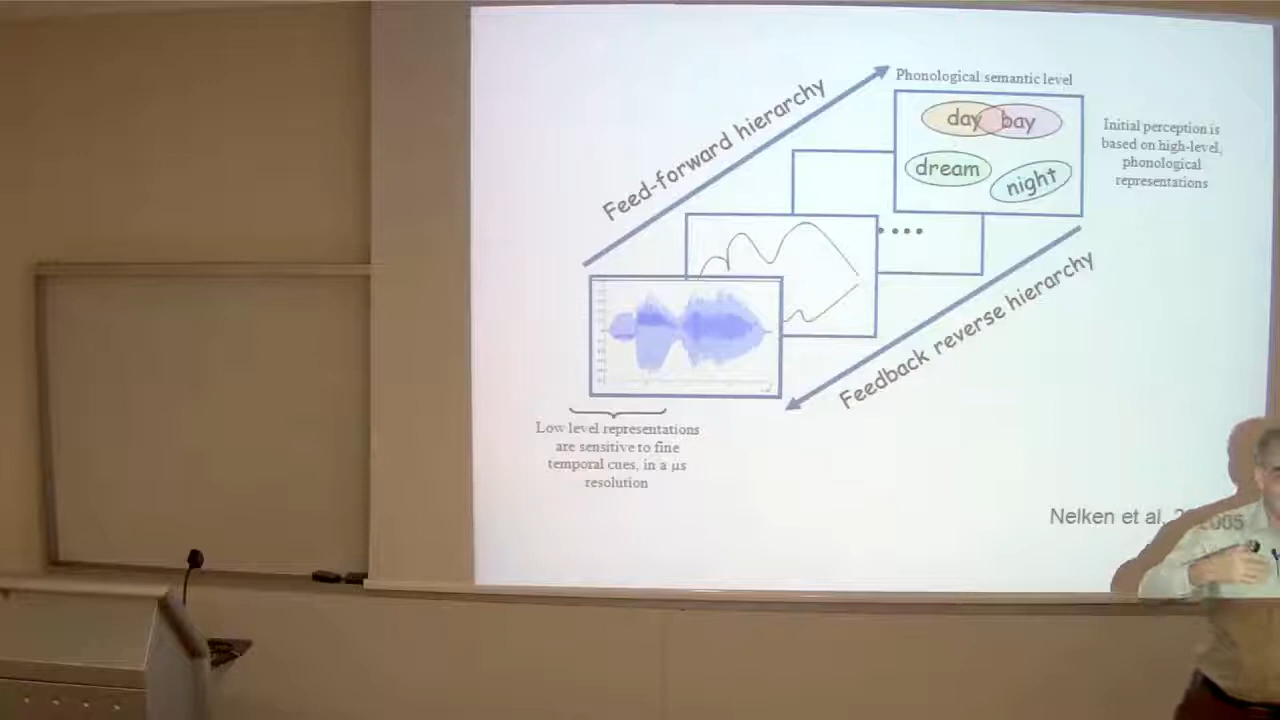 Phonological semantic level
Feed-forward hierarchy
day bay
dream
night
Initial perception is
based on high-level,
phonological
representations
Feedback reverse hierarchy
Low level representations
are sensitive to fine
temporal cues, in a µs
resolution
Nelken et al,